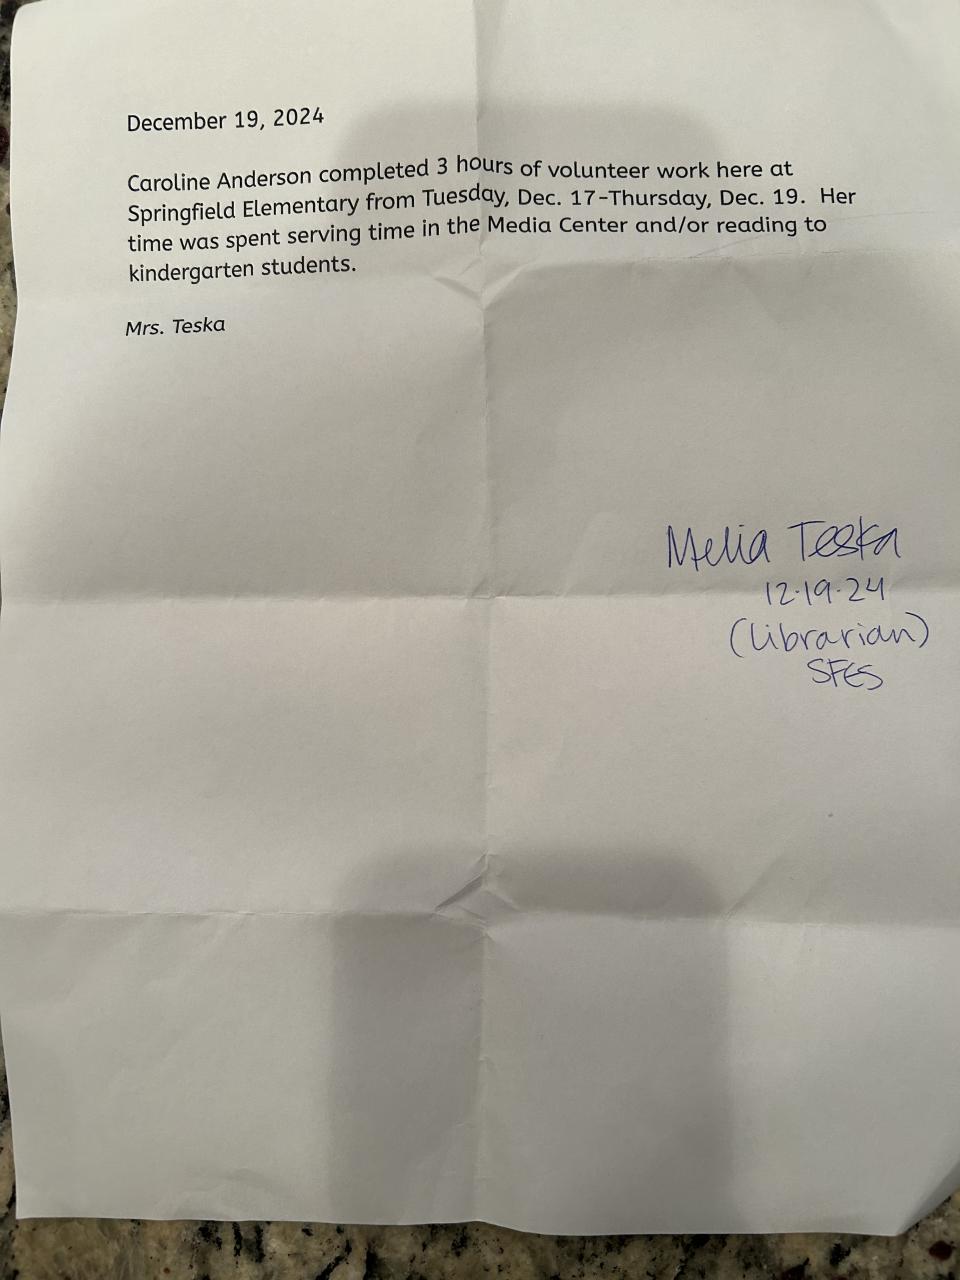 December 19, 2024
Caroline Anderson completed 3 hours of volunteer work here at
Springfield Elementary from Tuesday, Dec. 17-Thursday, Dec. 19. Her
time was spent serving time in the Media Center and/or reading to
kindergarten students.
Mrs. Teska
Melia Teska
12-19-24
(librarian)
SFES